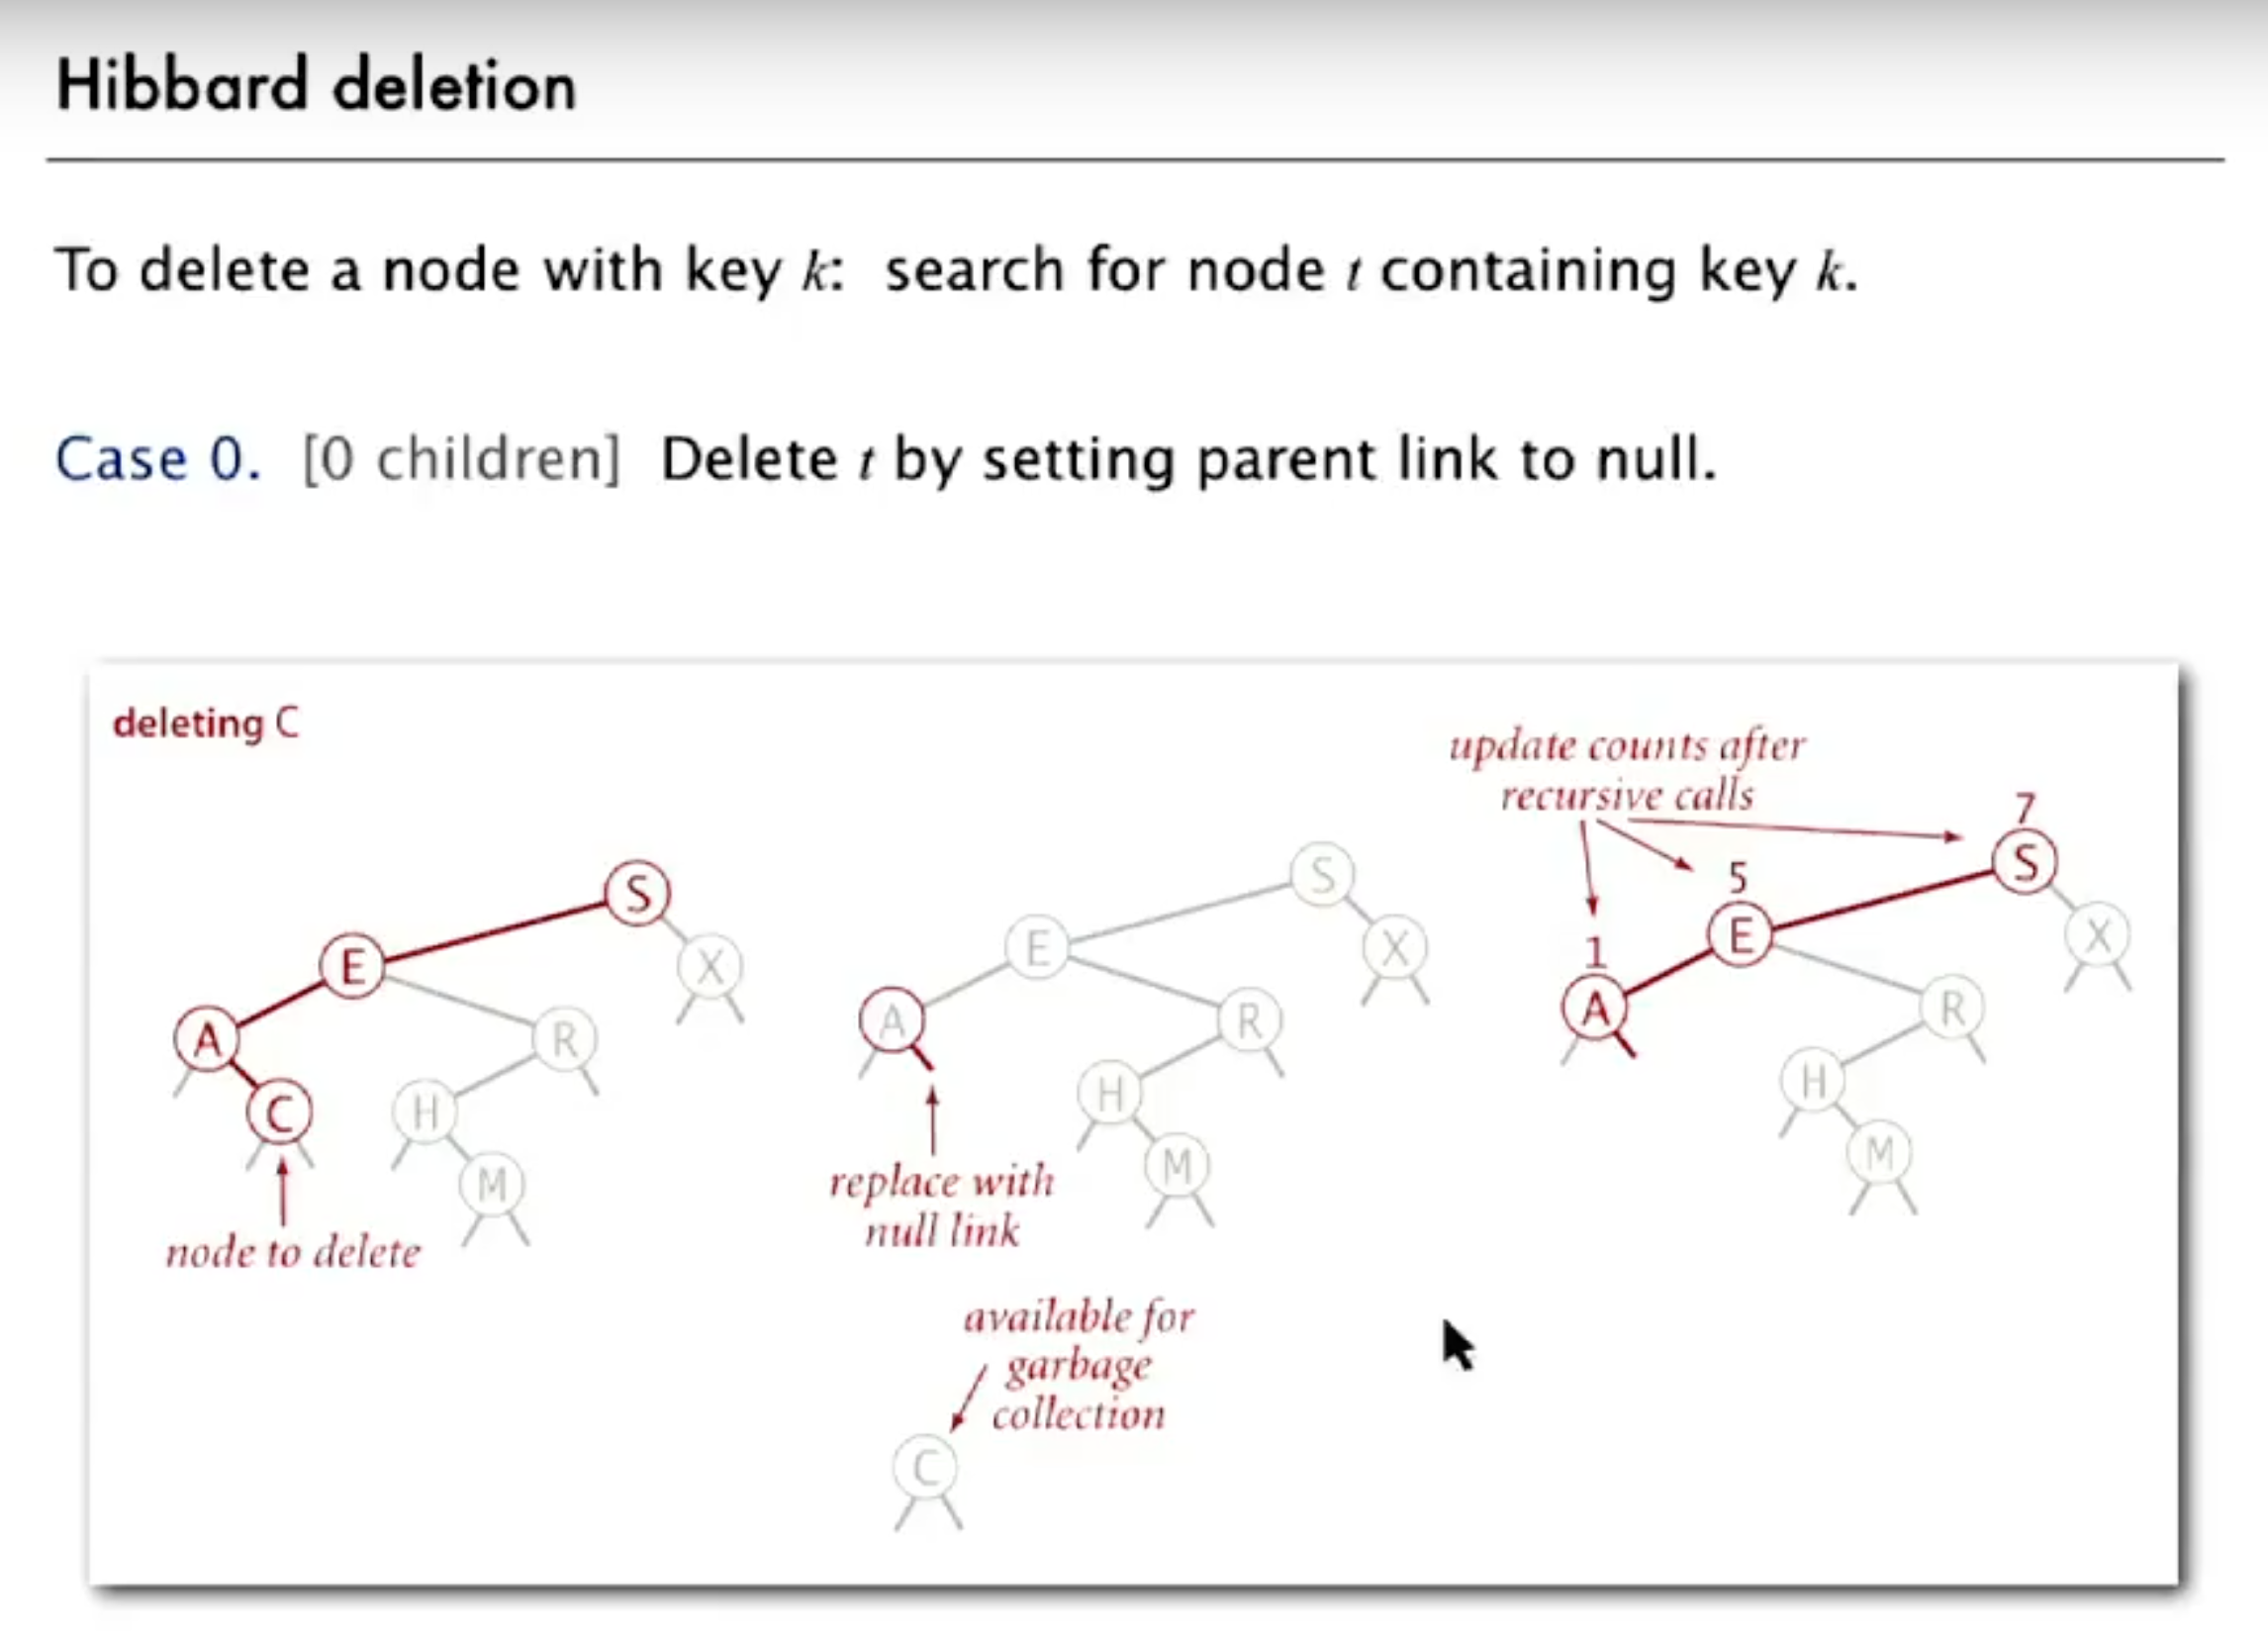 Hibbard deletion
To delete a node with key k: search for node t containing key k.
Case 0. [0 children] Delete t by setting parent link to null.
deleting C
S
E
X
A
R
C
H
M
node to delete
S
E
X
A
R
H
M
replace with
null link
available for
garbage
collection
C
update counts after
recursive calls
7
S
5
E
X
1
A
R
H
M